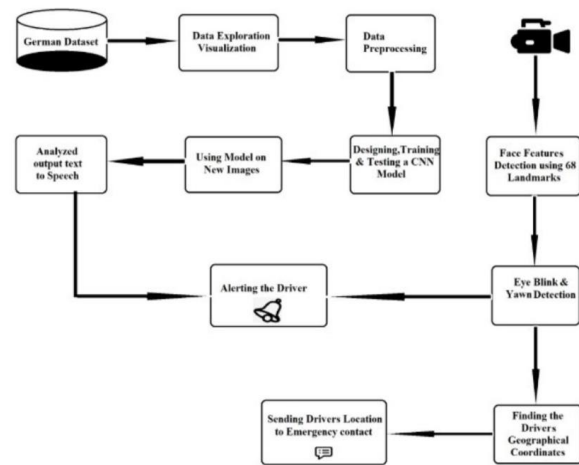 German Dataset
Data Exploration
Visualization
Data
Preprocessing
Analyzed
output text
to Speech
Using Model on
New Images
Designing,Training
& Testing a CNN
Model
Face Features
Detection using 68
Landmarks
Alerting the Driver
Eye Blink &
Yawn Detection
Sending Drivers Location
to Emergency contact
Finding the
Drivers
Geographical
Coordinates